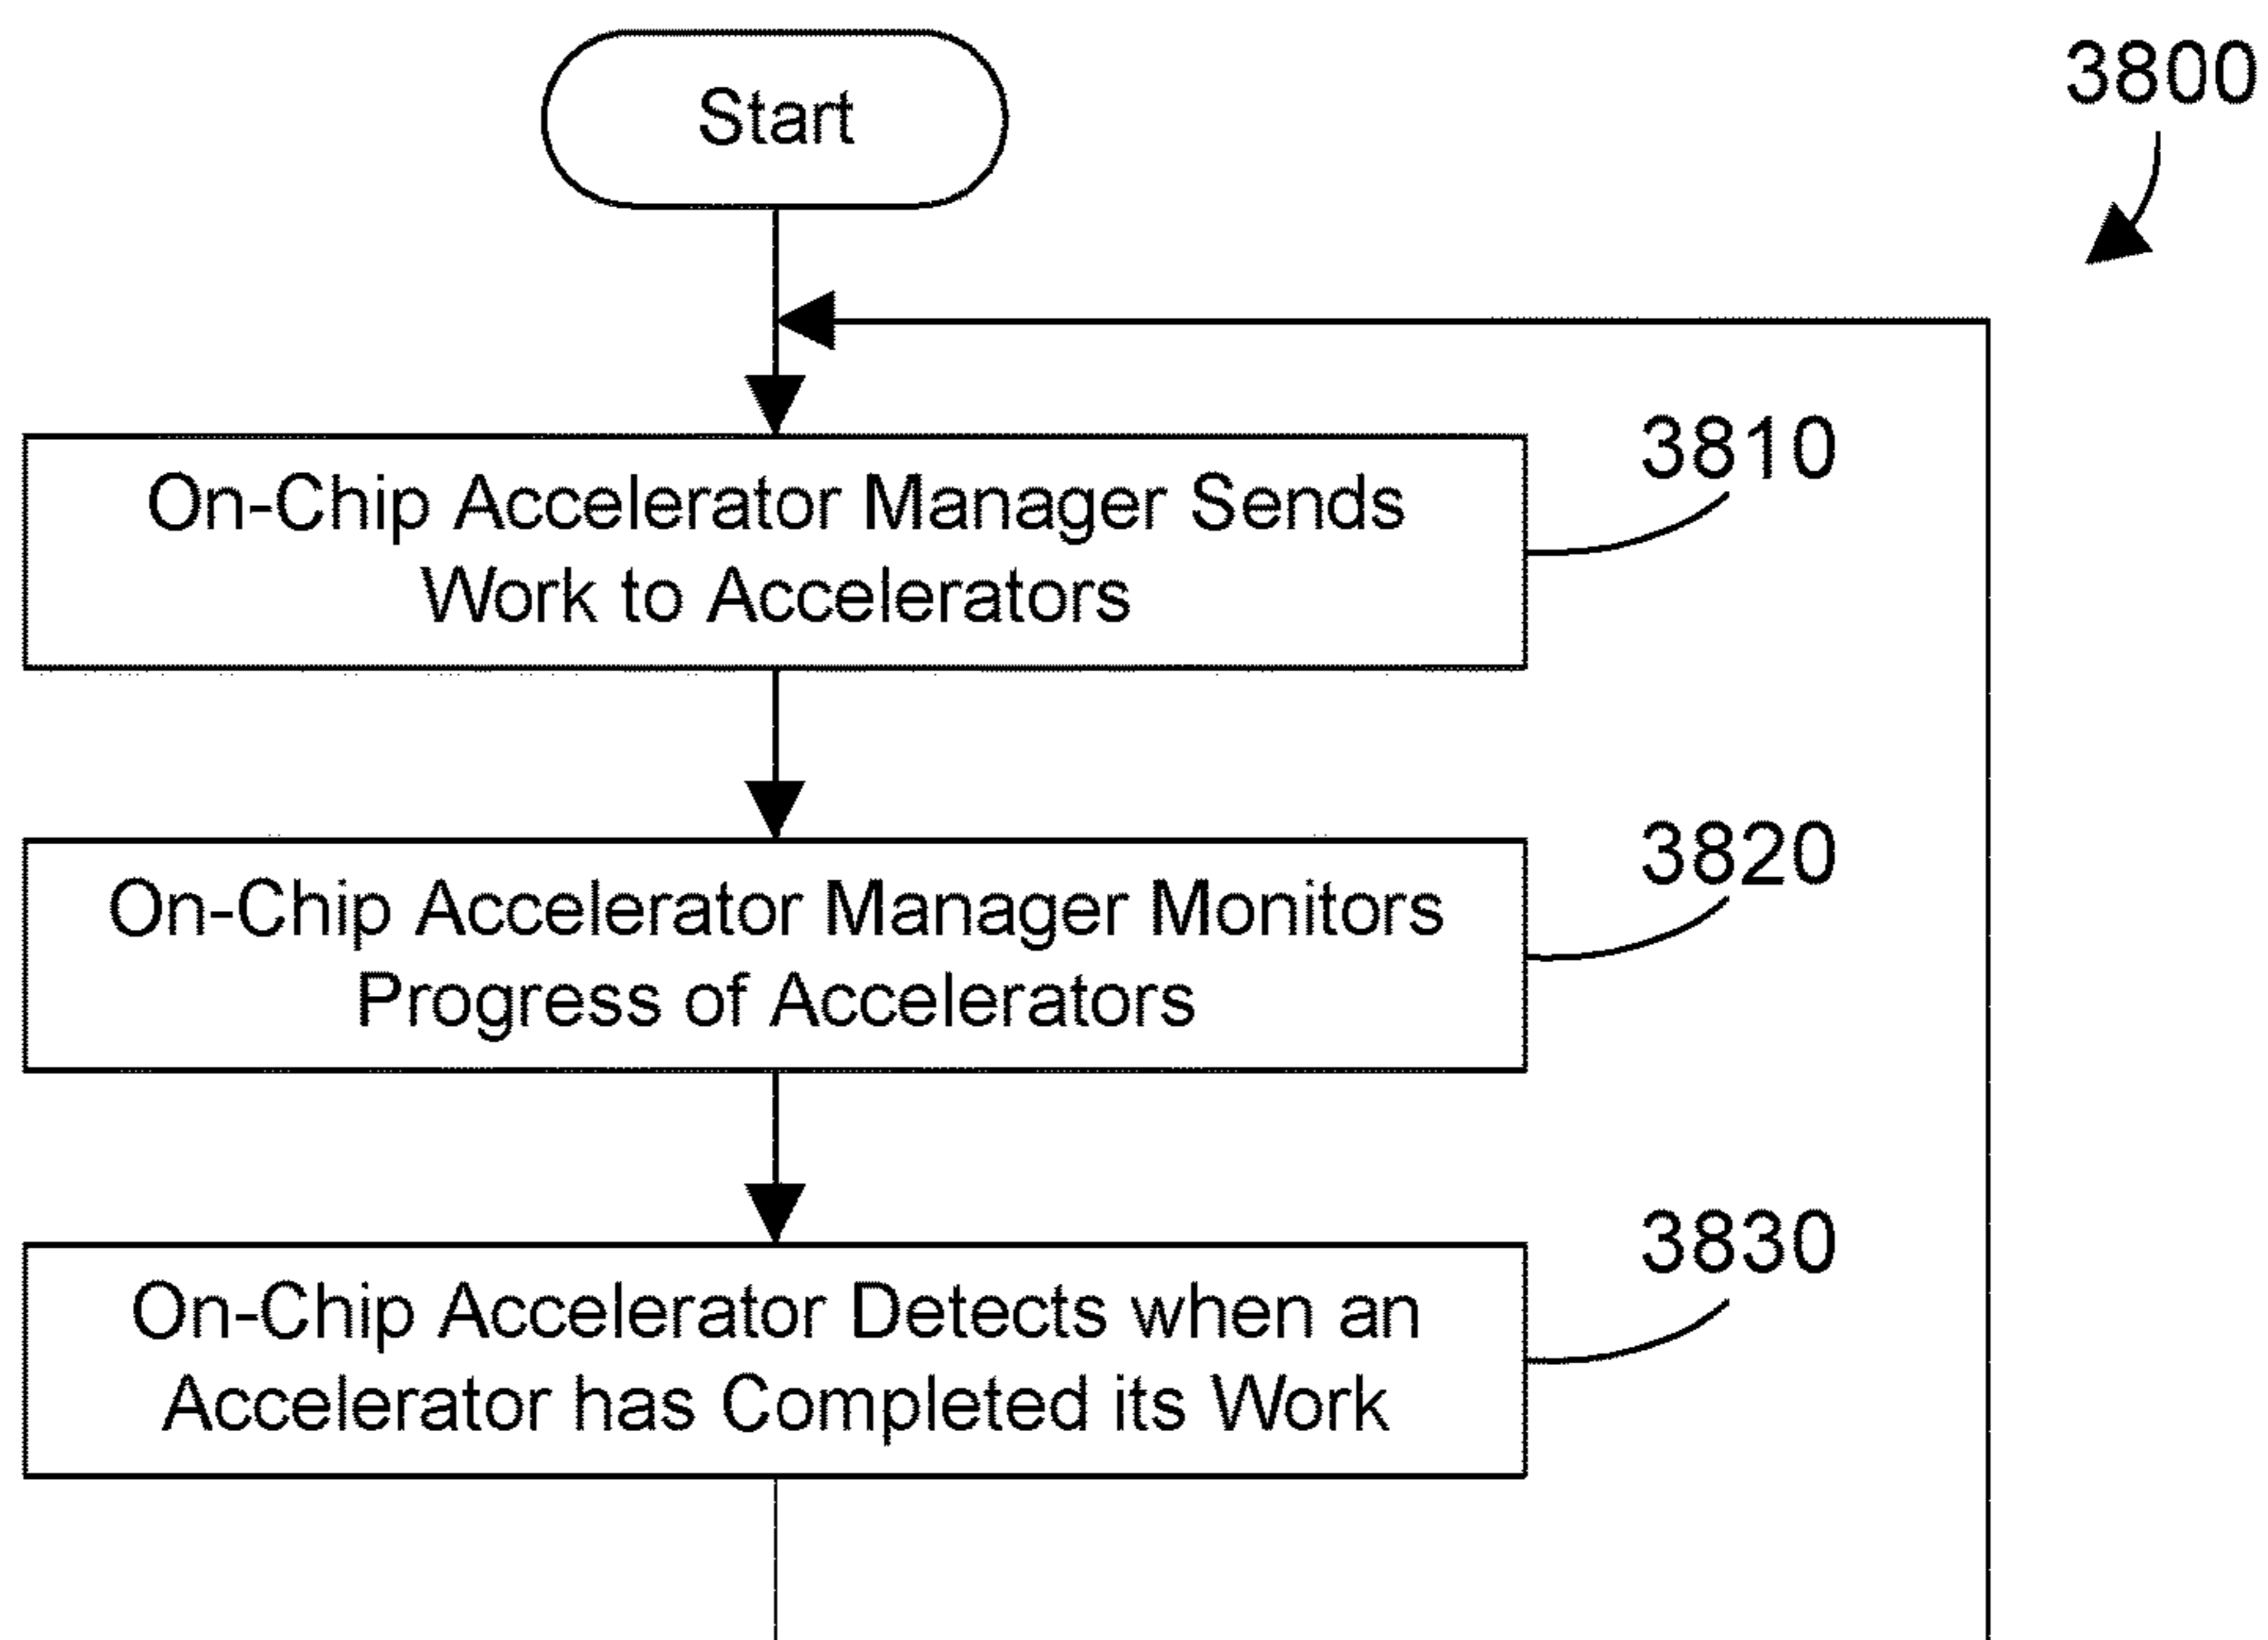 Start
3800
3810
On-Chip Accelerator Manager Sends
Work to Accelerators
3820
On-Chip Accelerator Manager Monitors
Progress of Accelerators
3830
On-Chip Accelerator Detects when an
Accelerator has Completed its Work